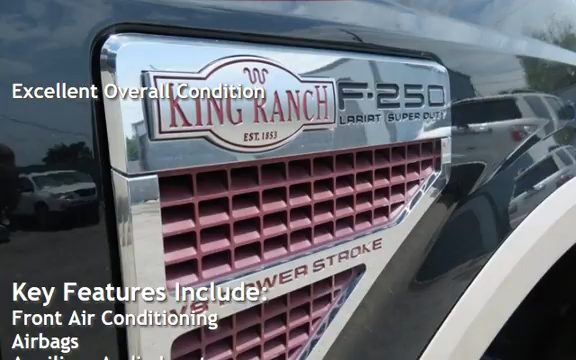 Excellent Overall Condition
KING RANCH
EST. 1853
F-250
LARIAT SUPER DUTY
V8 POWER STROKE
Key Features Include:
Front Air Conditioning
Airbags